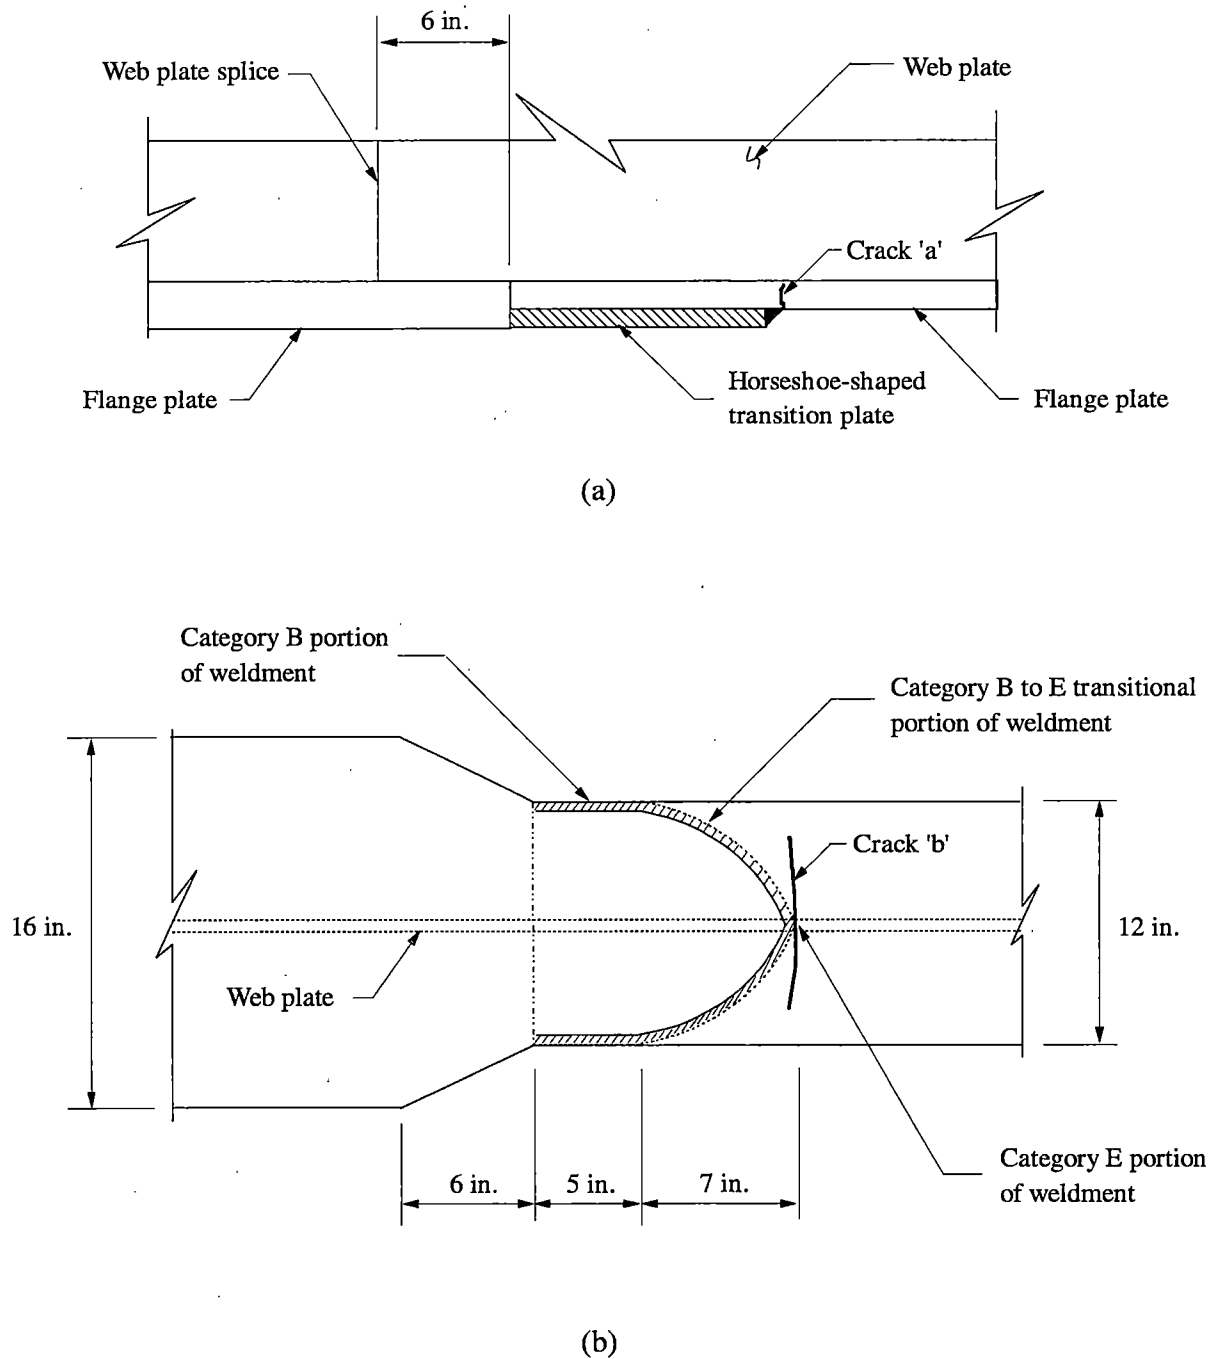 6 in.
Web plate splice
Web plate
Crack 'a'
Flange plate
Horseshoe-shaped
transition plate
Flange plate
(a)
Category B portion
of weldment
Category B to E transitional
portion of weldment
Crack 'b'
16 in.
12 in.
Web plate
Category E portion
of weldment
6 in.
5 in.
7 in.
(b)